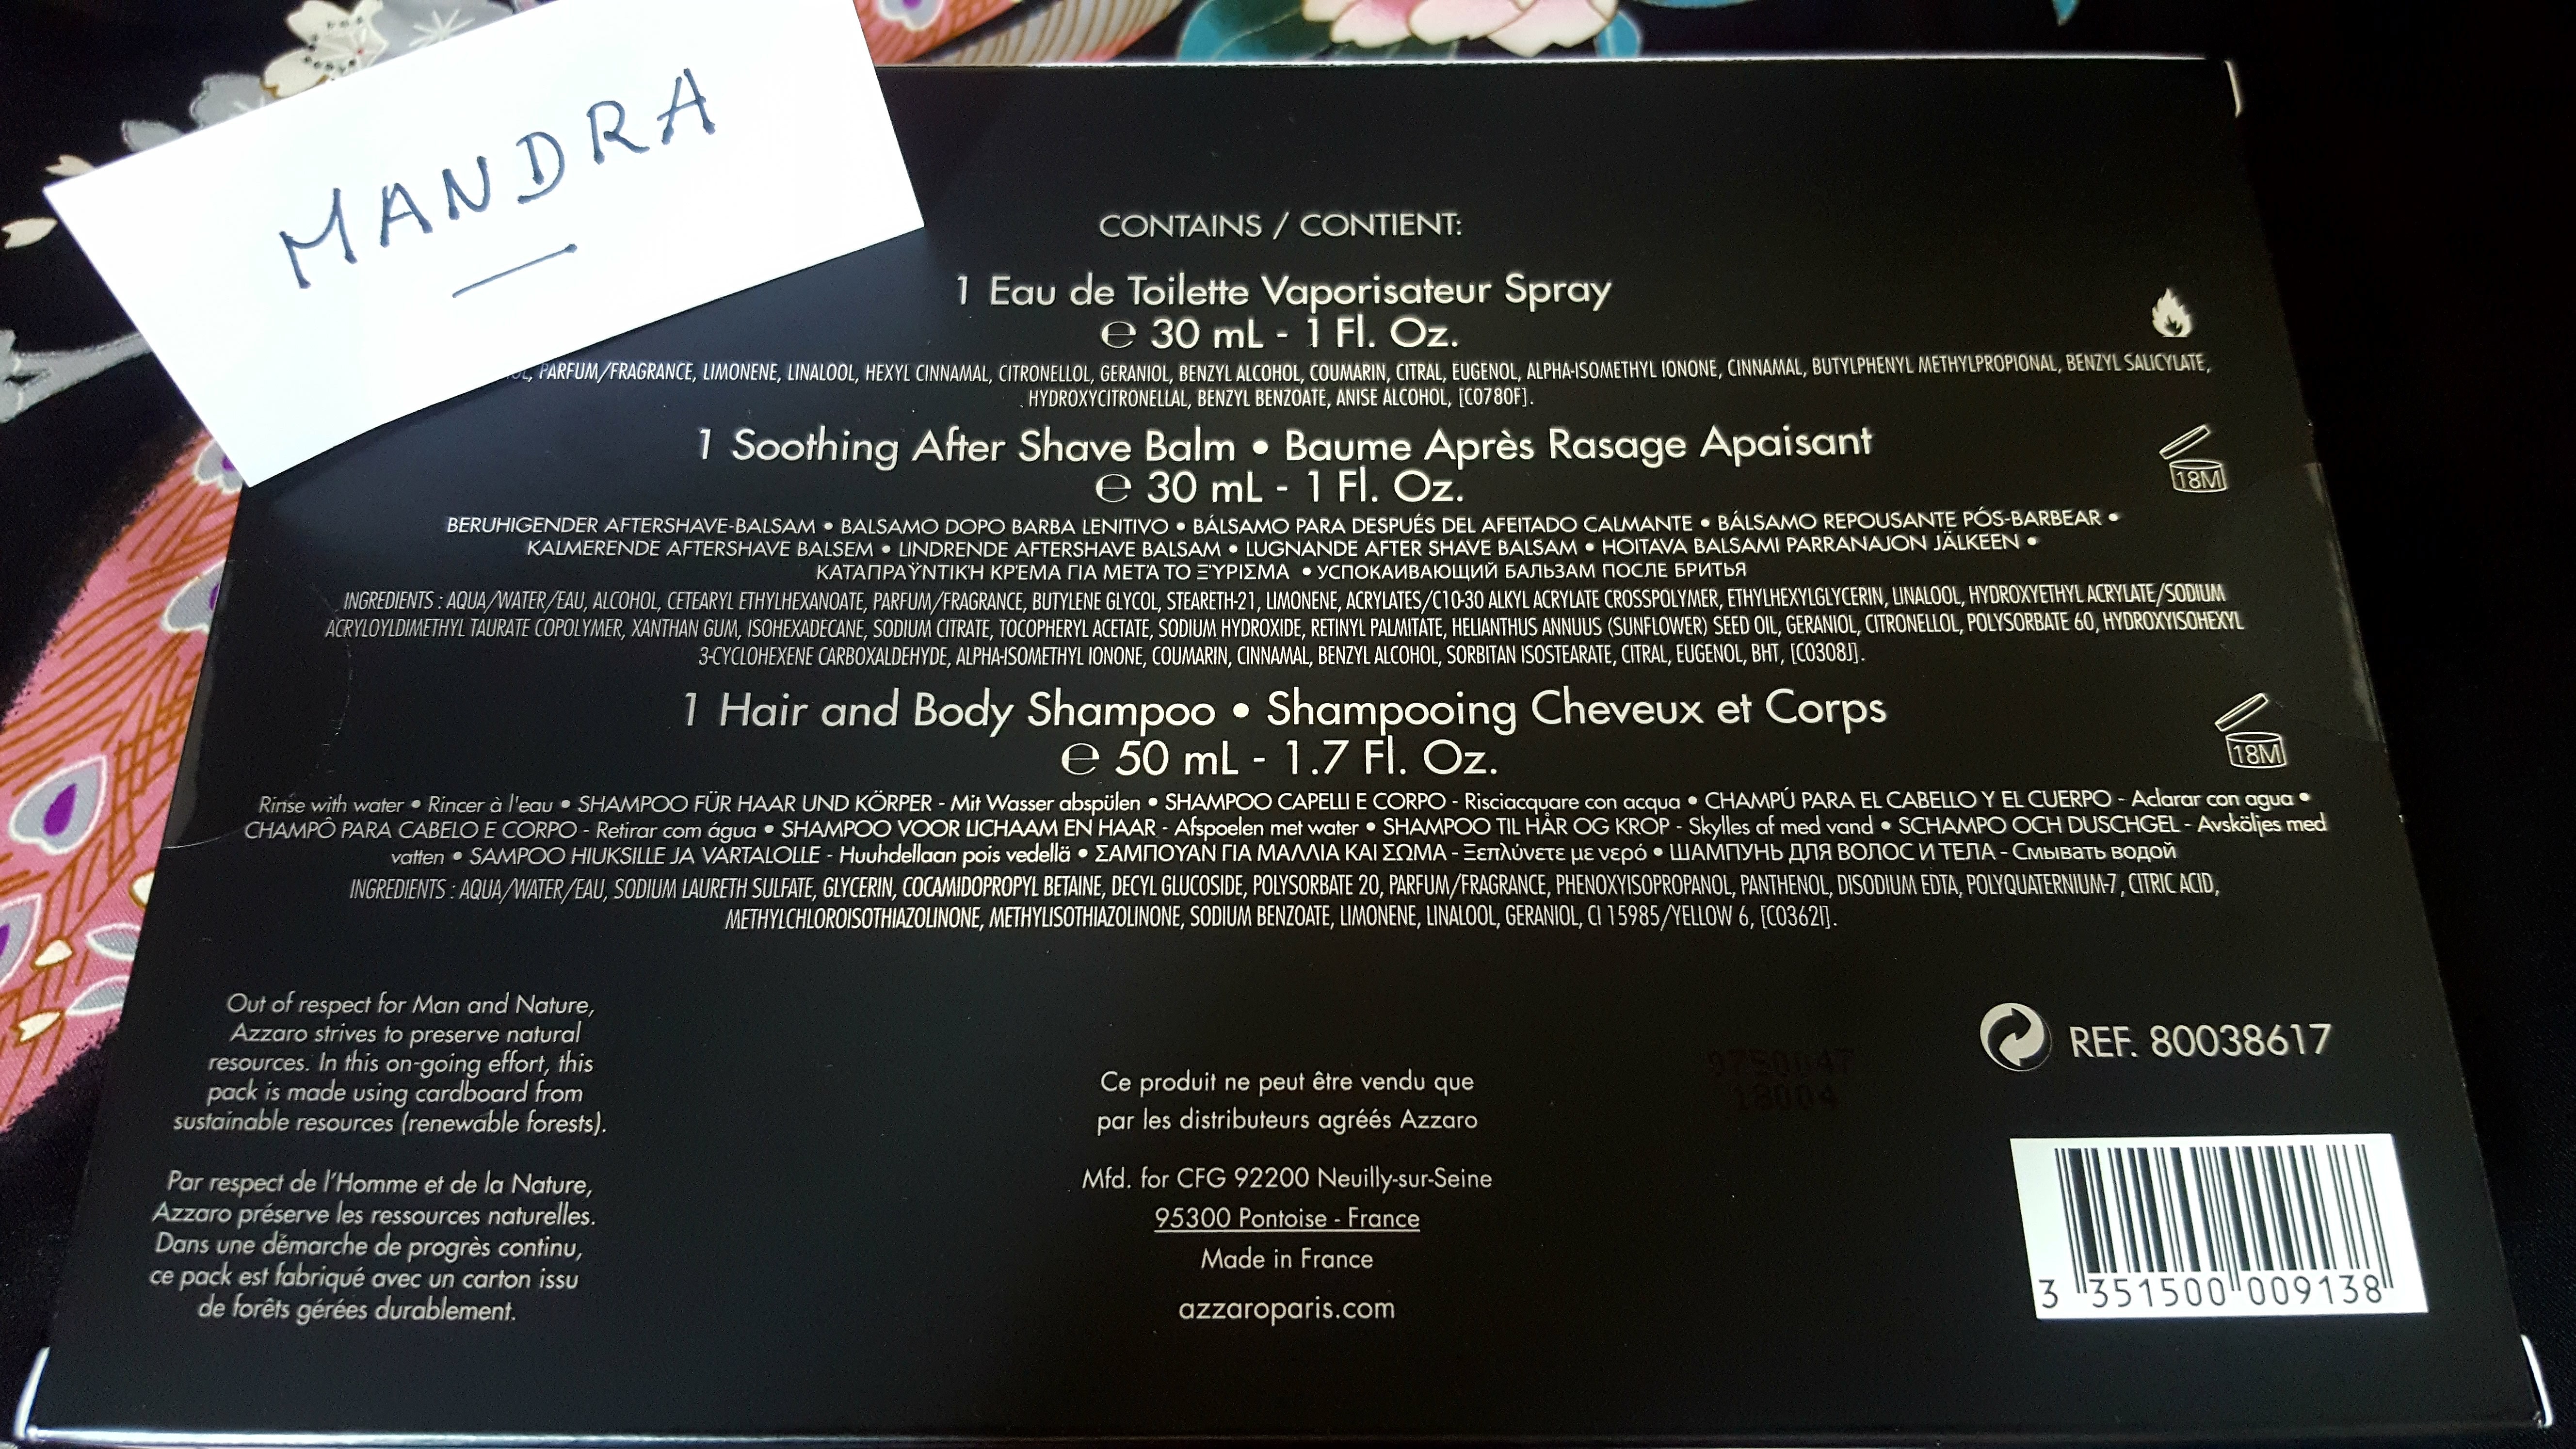 MANDRA
CONTAINS / CONTIENT:
1 Eau de Toilette Vaporisateur Spray
℮ 30 mL - 1 Fl. Oz.
PARFUM/FRAGRANCE, LIMONENE, LINALOOL, HEXYL CINNAMAL, CITRONELLOL, GERANIOL, BENZYL ALCOHOL, COUMARIN, CITRAL, EUGENOL, ALPHA-ISOMETHYL IONONE, CINNAMAL, BUTYLPHENYL METHYLPROPIONAL, BENZYL SALICYLATE,
HYDROXYCITRONELLAL, BENZYL BENZOATE, ANISE ALCOHOL, [C0780F].
1 Soothing After Shave Balm • Baume Après Rasage Apaisant
℮ 30 mL - 1 Fl. Oz.
18M
BERUHIGENDER AFTERSHAVE-BALSAM • BALSAMO DOPO BARBA LENITIVO • BÁLSAMO PARA DESPUÉS DEL AFEITADO CALMANTE • BÁLSAMO REPOUSANTE PÓS-BARBEAR •
KALMERENDE AFTERSHAVE BALSEM • LINDRENDE AFTERSHAVE BALSAM • LUGNANDE AFTER SHAVE BALSAM • HOITAVA BALSAMI PARRANAJON JÄLKEEN •
ΚΑΤΑΠΡΑΫΝΤΙΚΉ ΚΡΈΜΑ ΓΙΑ ΜΕΤΆ ΤΟ ΞΎΡΙΣΜΑ • УСПОКАИВАЮЩИЙ БАЛЬЗАМ ПОСЛЕ БРИТЬЯ
INGREDIENTS : AQUA/WATER/EAU, ALCOHOL, CETEARYL ETHYLHEXANOATE, PARFUM/FRAGRANCE, BUTYLENE GLYCOL, STEARETH-21, LIMONENE, ACRYLATES/C10-30 ALKYL ACRYLATE CROSSPOLYMER, ETHYLHEXYLGLYCERIN, LINALOOL, HYDROXYETHYL ACRYLATE/SODIUM
ACRYLOYLDIMETHYL TAURATE COPOLYMER, XANTHAN GUM, ISOHEXADECANE, SODIUM CITRATE, TOCOPHERYL ACETATE, SODIUM HYDROXIDE, RETINYL PALMITATE, HELIANTHUS ANNUUS (SUNFLOWER) SEED OIL, GERANIOL, CITRONELLOL, POLYSORBATE 60, HYDROXYISOHEXYL
3-CYCLOHEXENE CARBOXALDEHYDE, ALPHA-ISOMETHYL IONONE, COUMARIN, CINNAMAL, BENZYL ALCOHOL, SORBITAN ISOSTEARATE, CITRAL, EUGENOL, BHT, [C0308J].
1 Hair and Body Shampoo • Shampooing Cheveux et Corps
℮ 50 mL - 1.7 Fl. Oz.
18M
Rinse with water • Rincer à l'eau • SHAMPOO FÜR HAAR UND KÖRPER - Mit Wasser abspülen • SHAMPOO CAPELLI E CORPO - Risciacquare con acqua • CHAMPÚ PARA EL CABELLO Y EL CUERPO - Aclarar con agua •
CHAMPÔ PARA CABELO E CORPO - Retirar com água • SHAMPOO VOOR LICHAAM EN HAAR - Afspoelen met water • SHAMPOO TIL HÅR OG KROP - Skylles af med vand • SCHAMPO OCH DUSCHGEL - Avsköljes med
vatten • SAMPOO HIUKSILLE JA VARTALOLLE - Huuhdellaan pois vedellä • ΣΑΜΠΟΥΑΝ ΓΙΑ ΜΑΛΛΙΑ ΚΑΙ ΣΩΜΑ - Ξεπλύνετε με νερό • ШАМПУНЬ ДЛЯ ВОЛОС И ТЕЛА - Смывать водой
INGREDIENTS : AQUA/WATER/EAU, SODIUM LAURETH SULFATE, GLYCERIN, COCAMIDOPROPYL BETAINE, DECYL GLUCOSIDE, POLYSORBATE 20, PARFUM/FRAGRANCE, PHENOXYISOPROPANOL, PANTHENOL, DISODIUM EDTA, POLYQUATERNIUM-7, CITRIC ACID,
METHYLCHLOROISOTHIAZOLINONE, METHYLISOTHIAZOLINONE, SODIUM BENZOATE, LIMONENE, LINALOOL, GERANIOL, CI 15985/YELLOW 6, [C0362I].
Out of respect for Man and Nature,
Azzaro strives to preserve natural
resources. In this on-going effort, this
pack is made using cardboard from
sustainable resources (renewable forests).
Par respect de l'Homme et de la Nature,
Azzaro préserve les ressources naturelles.
Dans une démarche de progrès continu,
ce pack est fabriqué avec un carton issu
de forêts gérées durablement.
Ce produit ne peut être vendu que
par les distributeurs agréés Azzaro
Mfd. for CFG 92200 Neuilly-sur-Seine
95300 Pontoise - France
Made in France
azzaroparis.com
18004
REF. 80038617
3 351500 009138